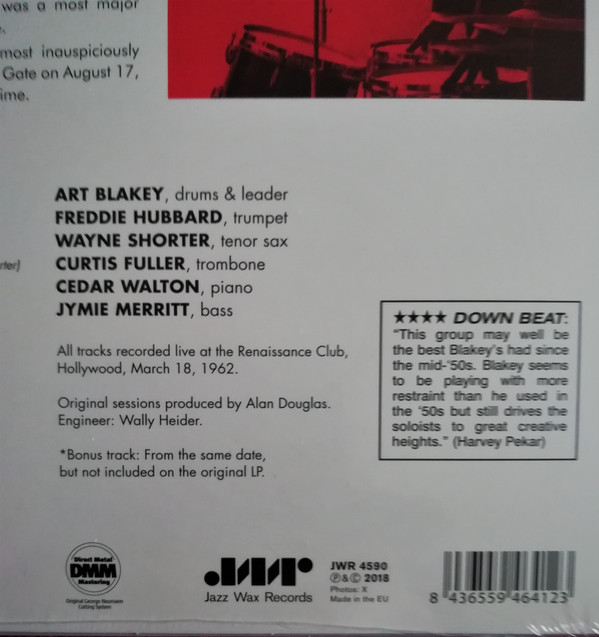 was a most major
most inauspiciously
Gate on August 17,
ime.
ART BLAKEY, drums & leader
FREDDIE HUBBARD, trumpet
WAYNE SHORTER, tenor sax
rter)
CURTIS FULLER, trombone
CEDAR WALTON, piano
JYMIE MERRITT, bass
All tracks recorded live at the Renaissance Club,
Hollywood, March 18, 1962.
Original sessions produced by Alan Douglas.
Engineer: Wally Heider.
*Bonus track: From the same date,
but not included on the original LP.
★★★★ DOWN BEAT:
"This group may well be
the best Blakey's had since
the mid-'50s. Blakey seems
to be playing with more
restraint than he used in
the '50s but still drives the
soloists to great creative
heights." (Harvey Pekar)
Direct Metal
DMM
Mastering
Original George Neumann
Cutting System
JWR
Jazz Wax Records
JWR 4590
Ⓟ&Ⓒ 2018
Photos: X
Made in the EU
8 436559 464123